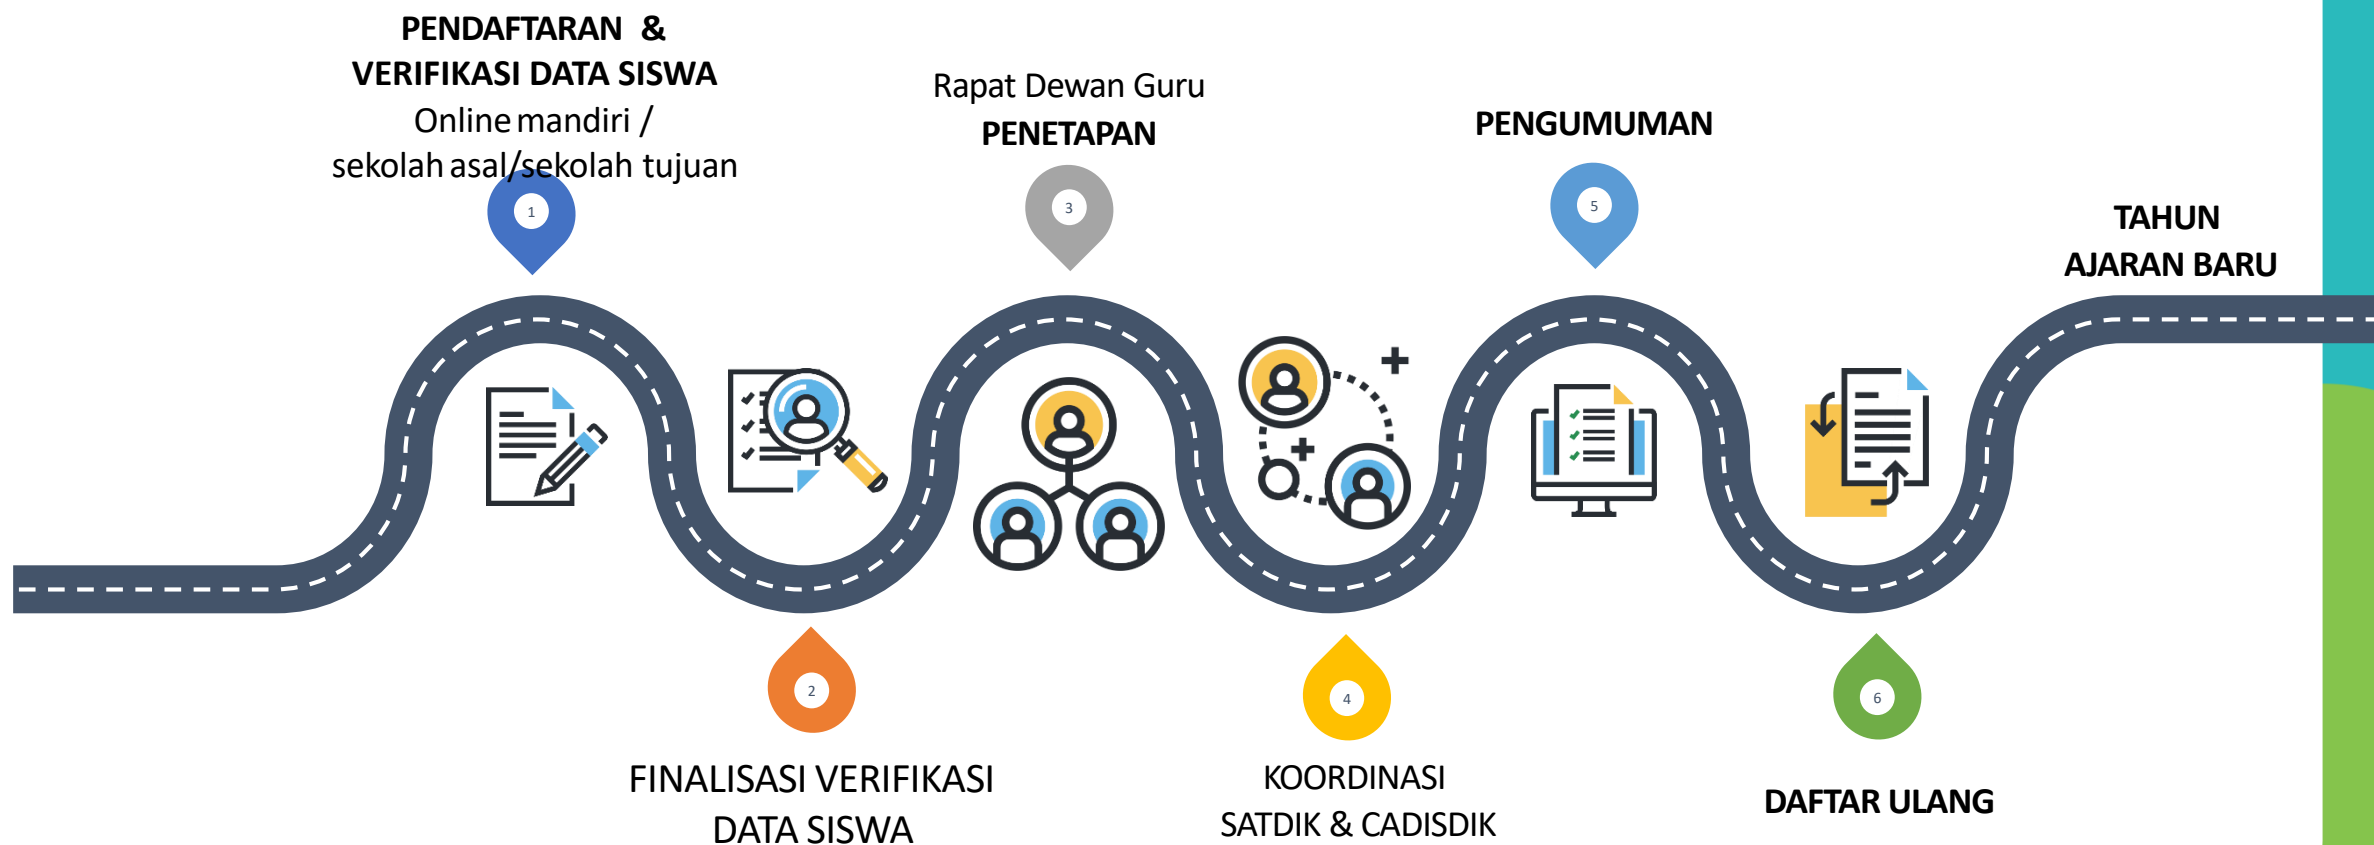 PENDAFTARAN &
VERIFIKASI DATA SISWA
Online mandiri /
sekolah asal/sekolah tujuan
1
FINALISASI VERIFIKASI
DATA SISWA
2
Rapat Dewan Guru
PENETAPAN
3
KOORDINASI
SATDIK & CADISDIK
4
PENGUMUMAN
5
DAFTAR ULANG
6
TAHUN
AJARAN BARU